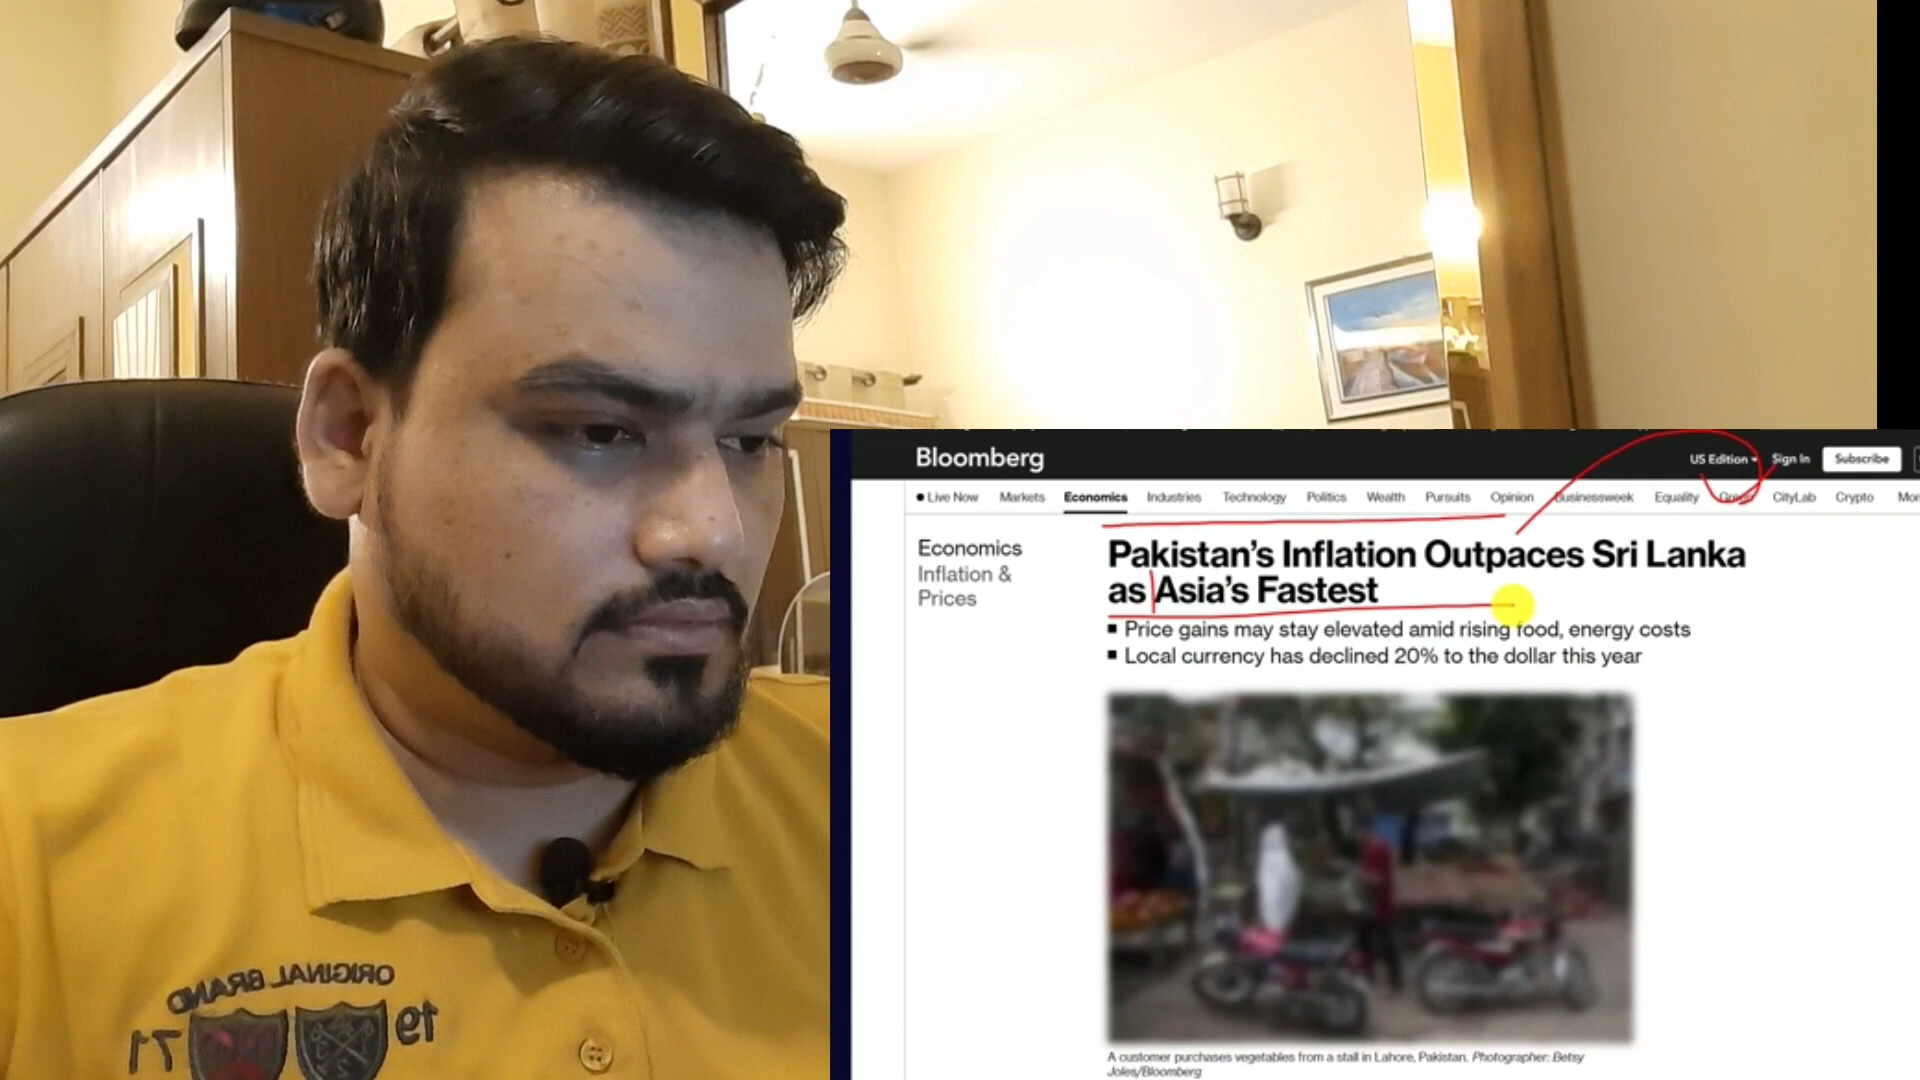 Bloomberg
US Edition
Sign In
Subscribe
Live Now Markets Economics Industries Technology Politics Wealth Pursuits Opinion Businessweek Equality Green CityLab Crypto
Economics
Inflation &
Prices
Pakistan's Inflation Outpaces Sri Lanka
as Asia's Fastest
Price gains may stay elevated amid rising food, energy costs
Local currency has declined 20% to the dollar this year
A customer purchases vegetables from a stall in Lahore, Pakistan. Photographer: Betsy
Joles/Bloomberg
ORIGINAL BRAND
19 71